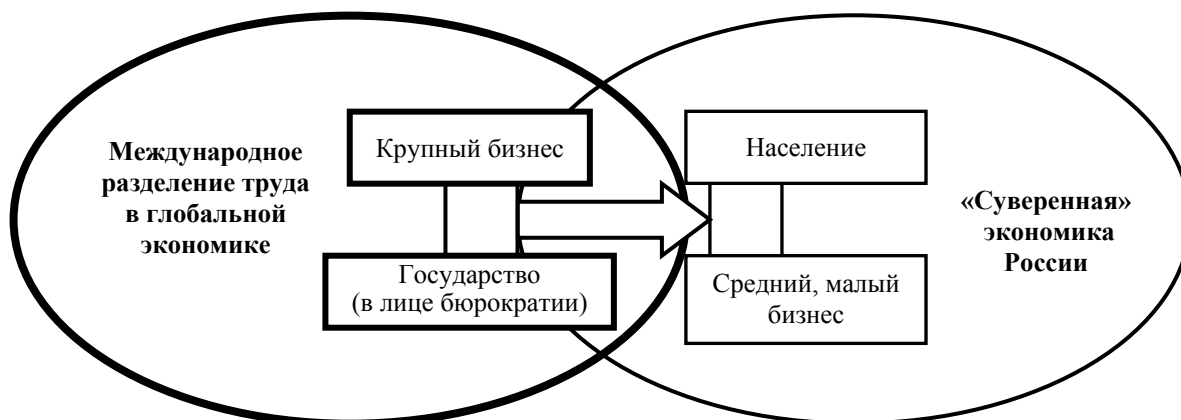 Международное
разделение труда
в глобальной
экономике
Крупный бизнес
Государство
(в лице бюрократии)
Население
Средний, малый
бизнес
«Суверенная»
экономика
России